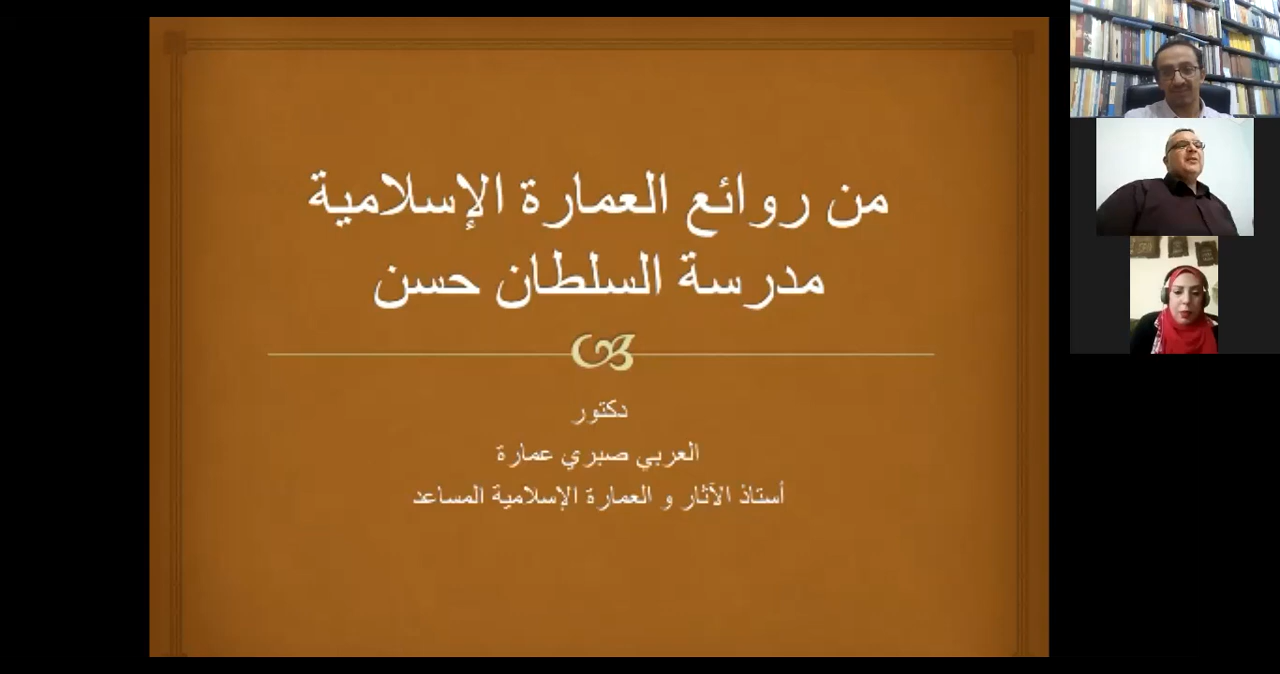 من روائع العمارة الإسلامية
مدرسة السلطان حسن
دكتور
العربي صبري عمارة
أستاذ الآثار و العمارة الإسلامية المساعد